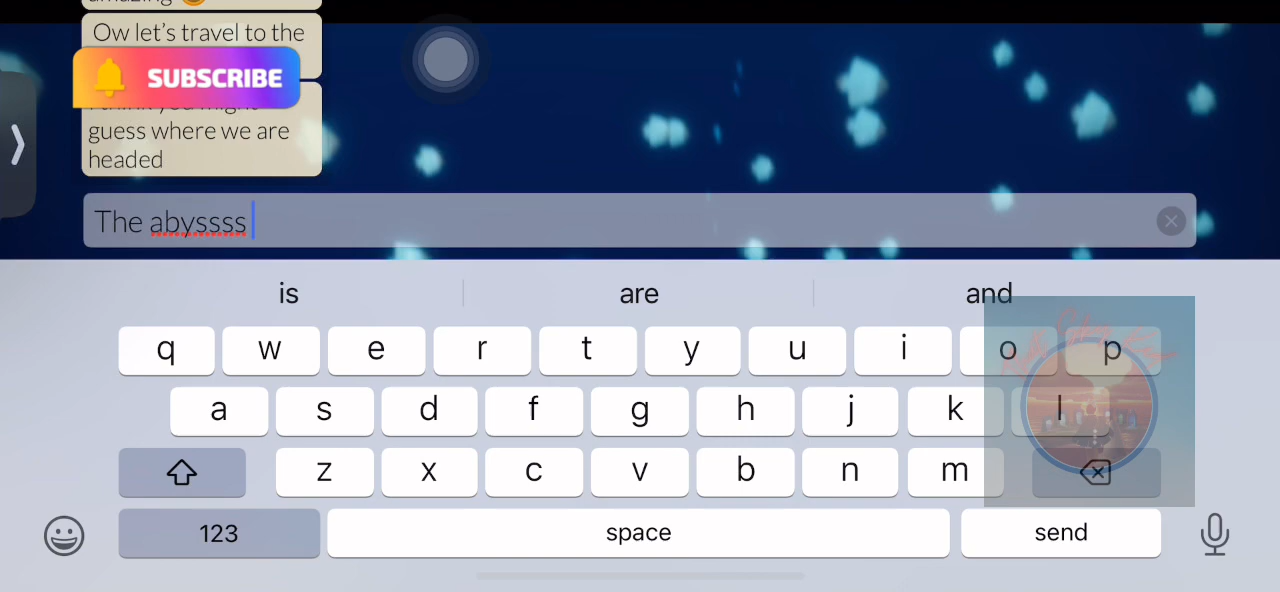 amazing
Ow let's travel to the
SUBSCRIBE
guess where we are
headed
The abyssss
is are and
q w e r t y u i o p
a s d f g h j k l
z x c v b n m
123 space send